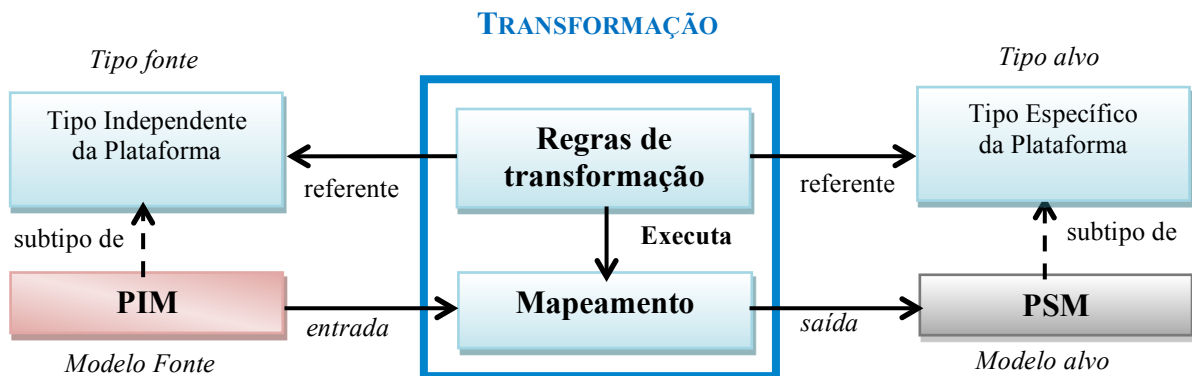 TRANSFORMAÇÃO
Tipo fonte
Tipo alvo
Tipo Independente
da Plataforma
Regras de
transformação
Tipo Específico
da Plataforma
referente
referente
subtipo de
Executa
subtipo de
PIM
Mapeamento
PSM
entrada
saída
Modelo Fonte
Modelo alvo